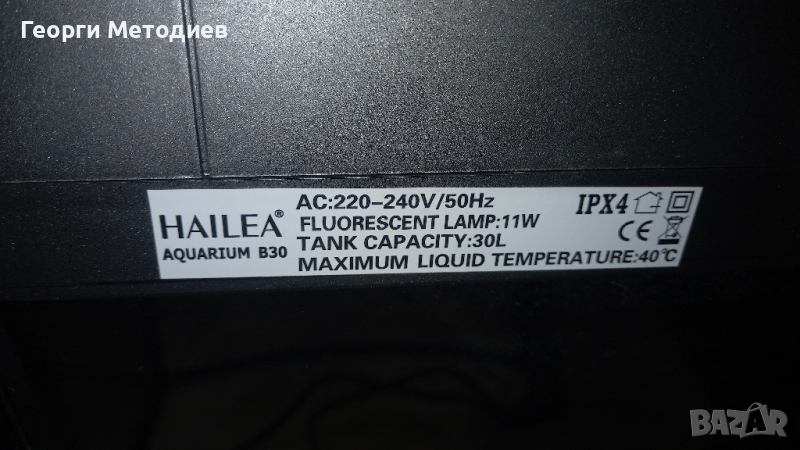 Георги Методиев
HAILEA®
AQUARIUM B30
AC:220-240V/50Hz
FLUORESCENT LAMP:11W
TANK CAPACITY:30L
MAXIMUM LIQUID TEMPERATURE:40℃
IPX4
CE
BAZAR